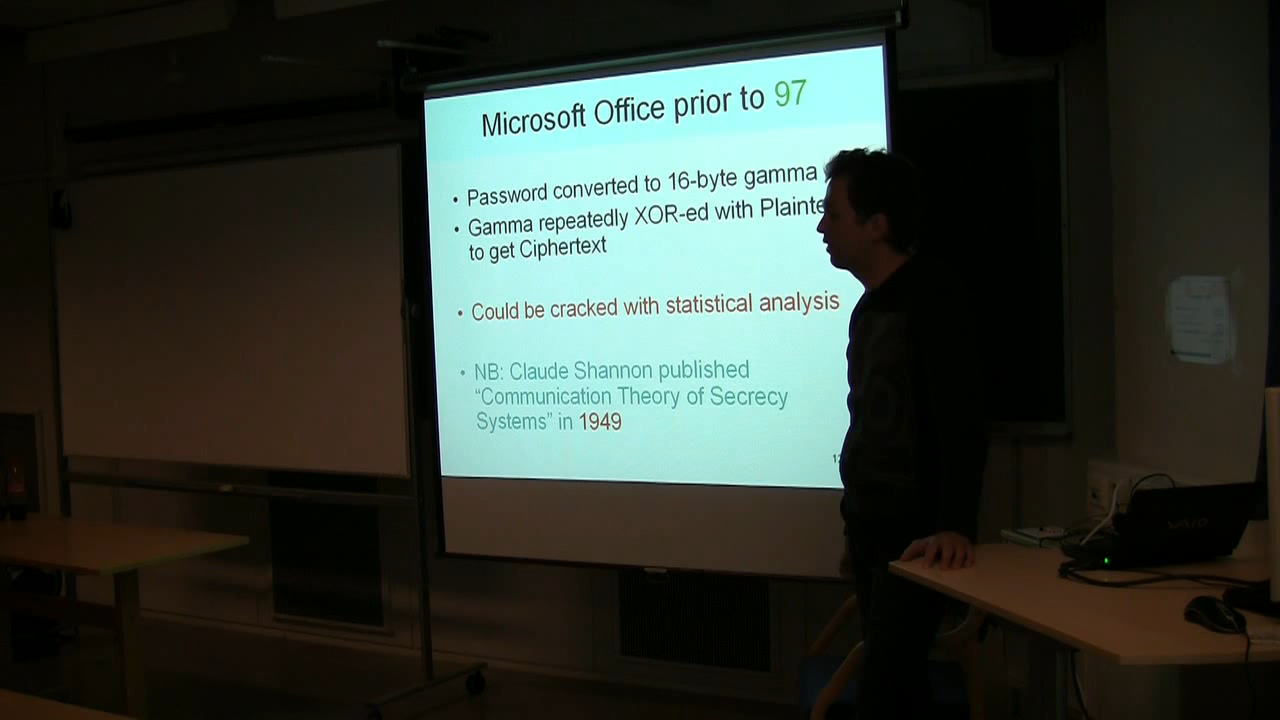 Microsoft Office prior to 97
• Password converted to 16-byte gamma
• Gamma repeatedly XOR-ed with Plainte
to get Ciphertext
• Could be cracked with statistical analysis
• NB: Claude Shannon published
"Communication Theory of Secrecy
Systems" in 1949
VAIO